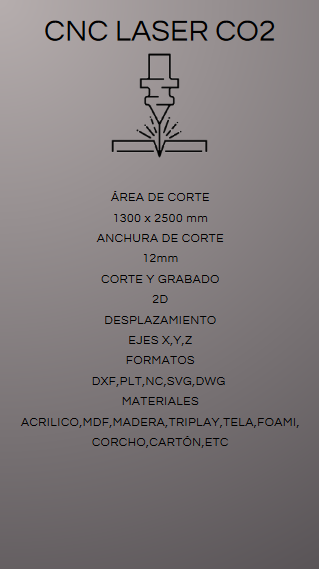 CNC LASER CO2
ÁREA DE CORTE
1300 x 2500 mm
ANCHURA DE CORTE
12mm
CORTE Y GRABADO
2D
DESPLAZAMIENTO
EJES X,Y,Z
FORMATOS
DXF,PLT,NC,SVG,DWG
MATERIALES
ACRILICO,MDF,MADERA,TRIPLAY,TELA,FOAMI,
CORCHO,CARTÓN,ETC